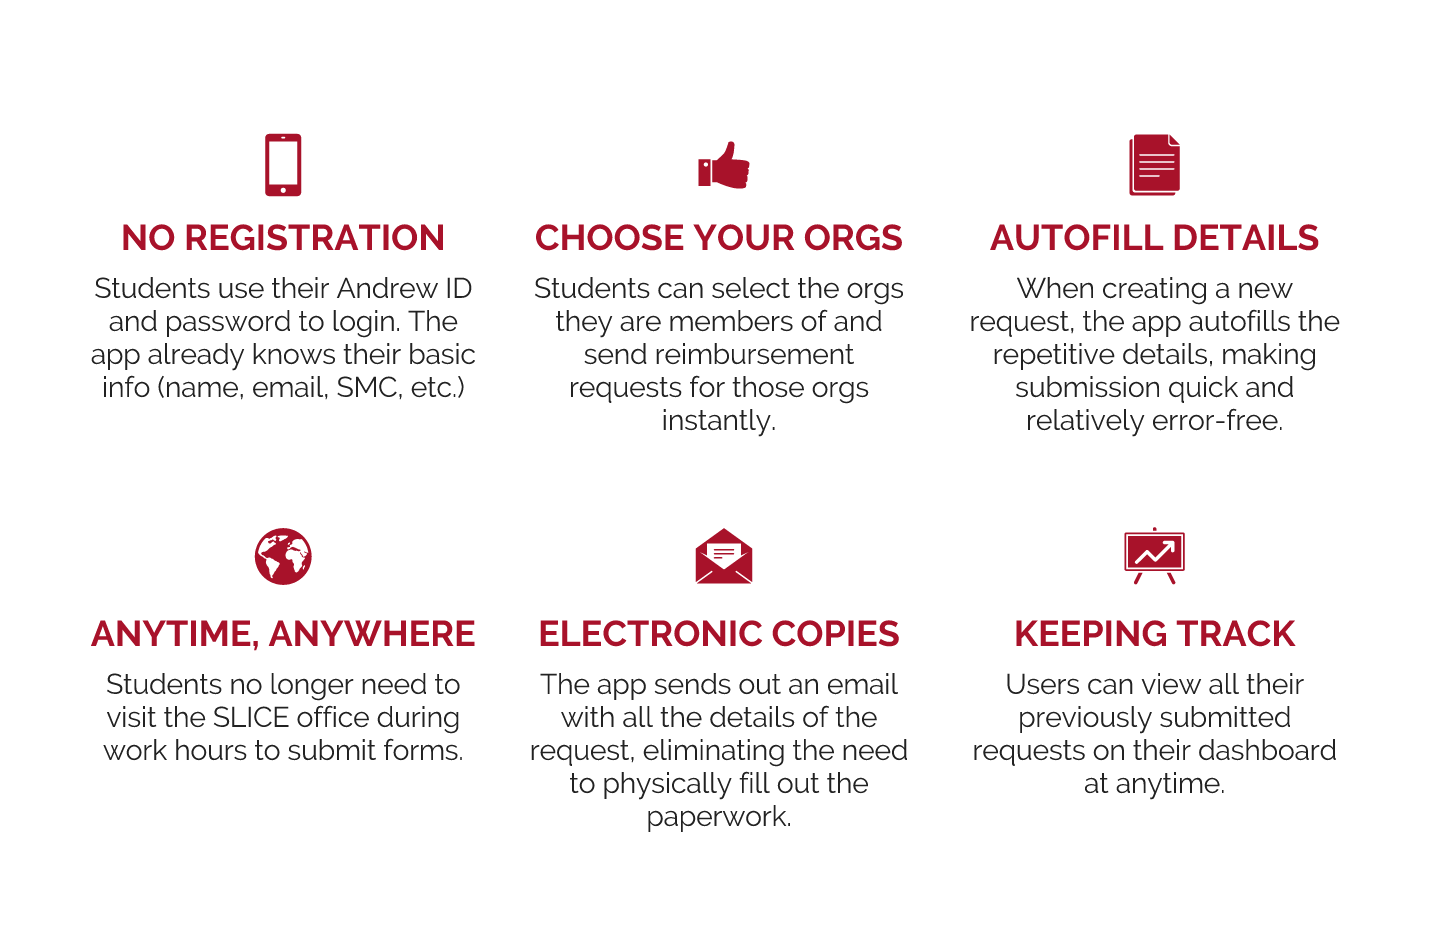 NO REGISTRATION
Students use their Andrew ID
and password to login. The
app already knows their basic
info (name, email, SMC, etc.)
CHOOSE YOUR ORGS
Students can select the orgs
they are members of and
send reimbursement
requests for those orgs
instantly.
AUTOFILL DETAILS
When creating a new
request, the app autofills the
repetitive details, making
submission quick and
relatively error-free.
ANYTIME, ANYWHERE
Students no longer need to
visit the SLICE office during
work hours to submit forms.
ELECTRONIC COPIES
The app sends out an email
with all the details of the
request, eliminating the need
to physically fill out the
paperwork.
KEEPING TRACK
Users can view all their
previously submitted
requests on their dashboard
at anytime.